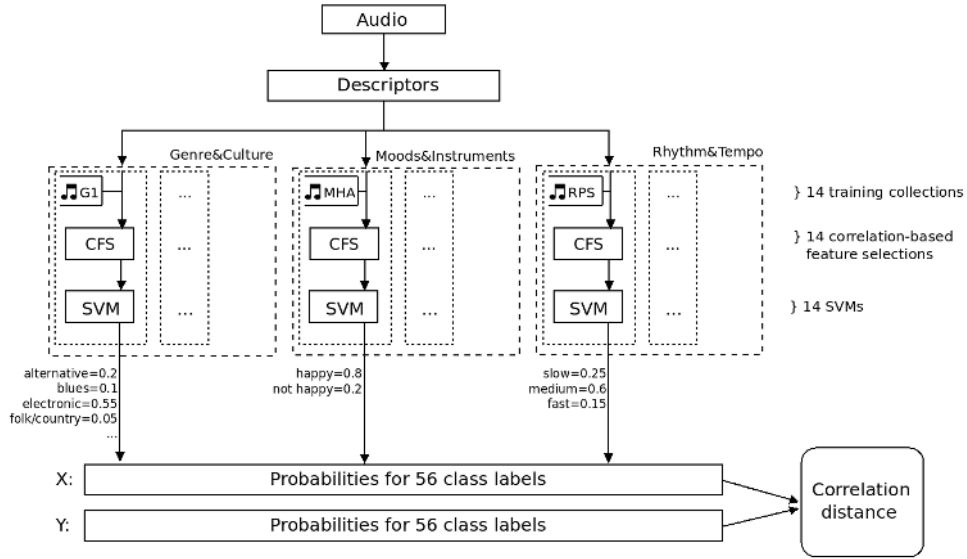 Audio
Descriptors
Genre&Culture
Moods&Instruments
Rhythm&Tempo
G1
...
MHA
...
RPS
...
} 14 training collections
CFS
...
CFS
...
CFS
...
} 14 correlation-based
feature selections
SVM
...
SVM
...
SVM
...
} 14 SVMs
alternative=0.2
blues=0.1
electronic=0.55
folk/country=0.05
...
happy=0.8
not happy=0.2
slow=0.25
medium=0.6
fast=0.15
X:
Probabilities for 56 class labels
Y:
Probabilities for 56 class labels
Correlation
distance